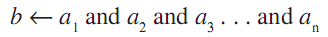 b ← a₁ and a₂ and a₃ . . . and aₙ